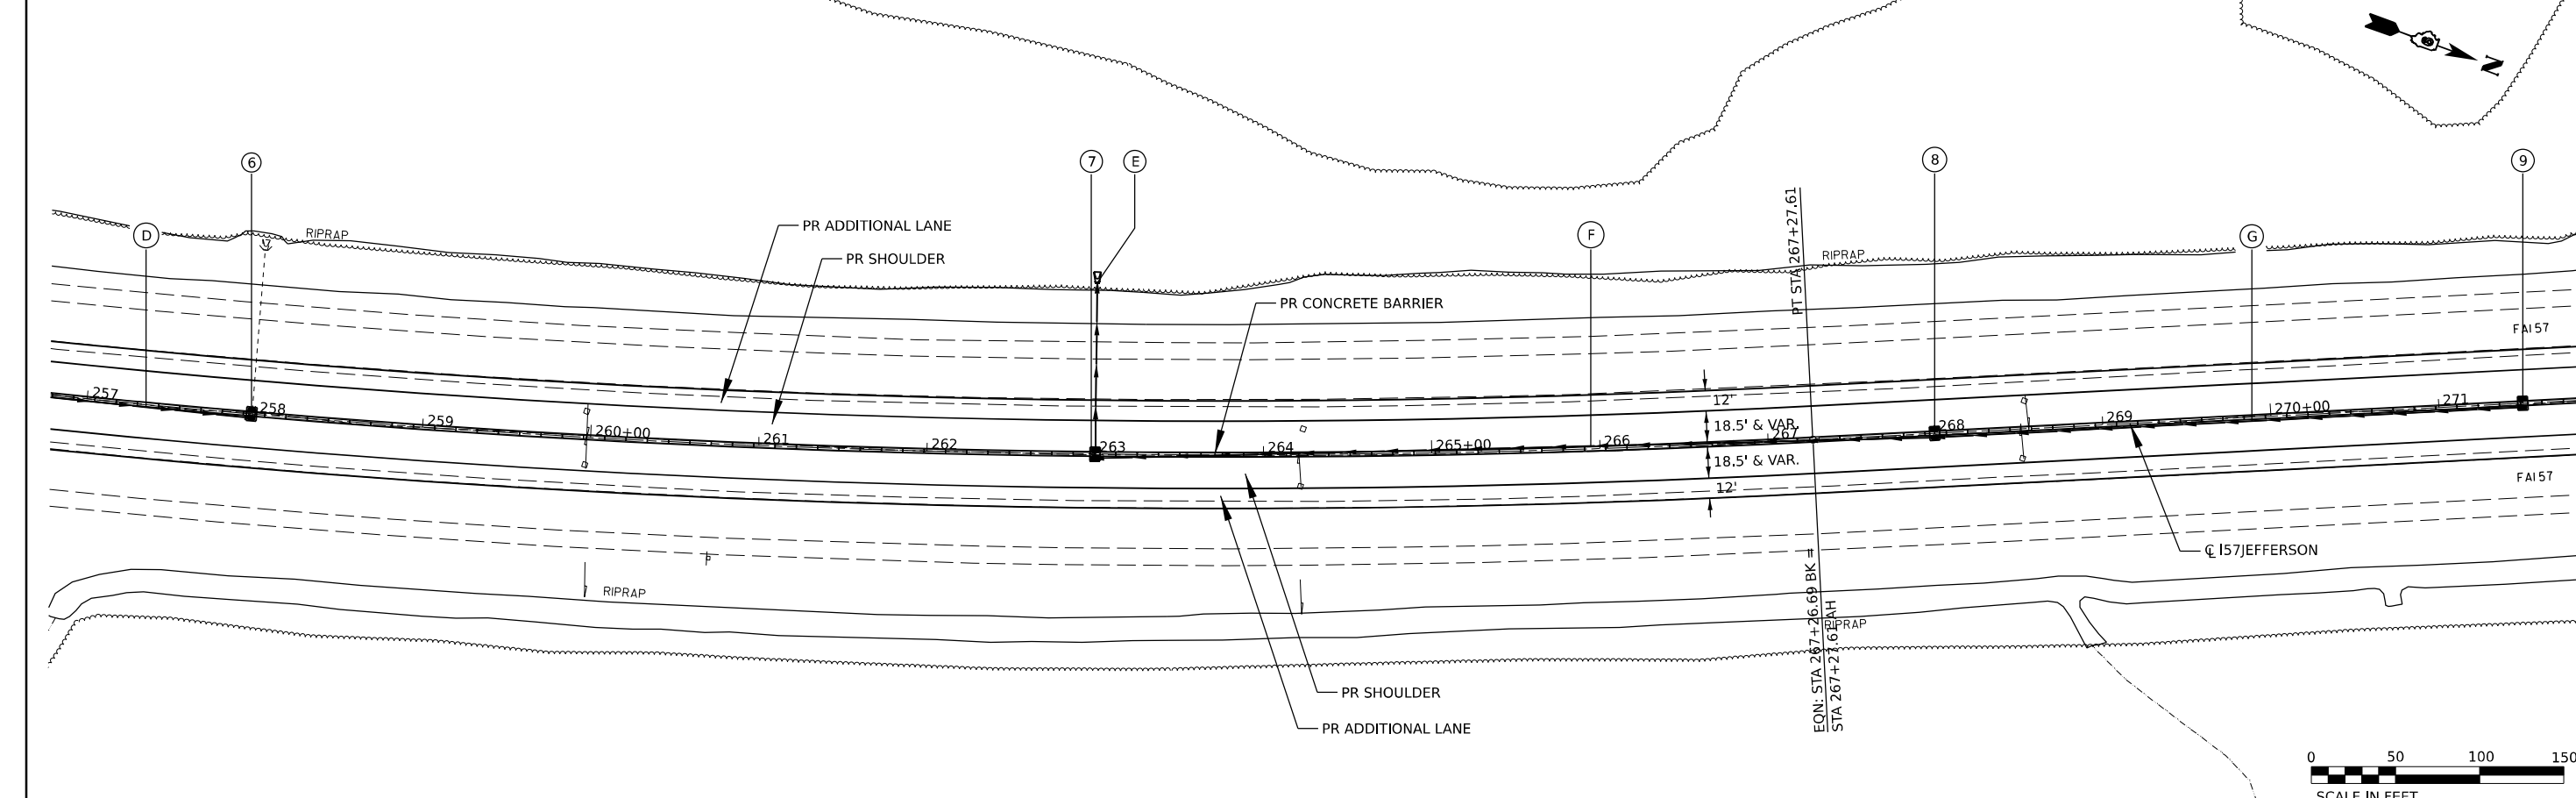 N
6
7
E
8
9
D
F
G
RIPRAP
PR ADDITIONAL LANE
PR SHOULDER
RIPRAP
PT STA 267+27.61
PR CONCRETE BARRIER
FAI 57
257
258
259
260+00
261
262
263
264
265+00
266
267
268
269
270+00
271
12'
18.5' & VAR.
18.5' & VAR.
12'
FAI 57
℄ I57JEFFERSON
RIPRAP
EQN: STA 267+26.69 BK =
STA 267+27.61 AH
RIPRAP
PR SHOULDER
PR ADDITIONAL LANE
0 50 100 150
SCALE IN FEET